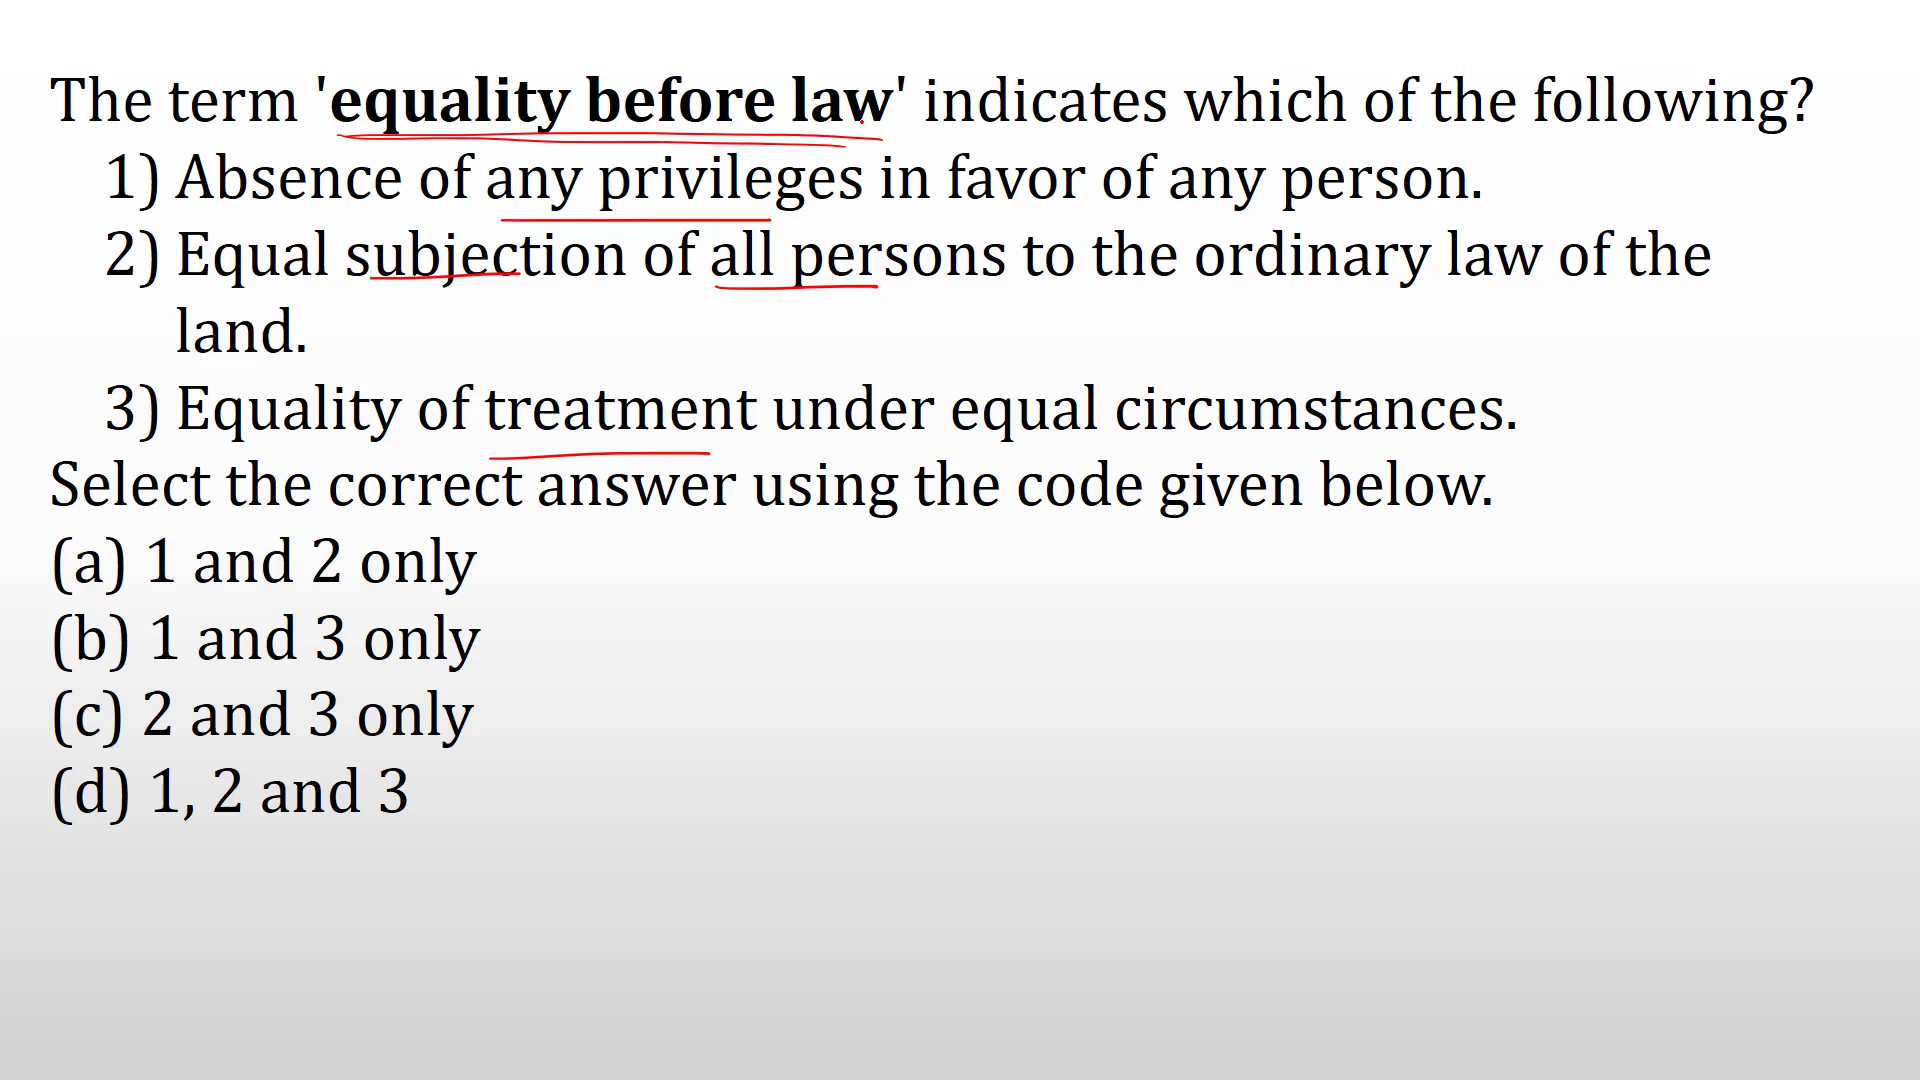 The term 'equality before law' indicates which of the following?
1) Absence of any privileges in favor of any person.
2) Equal subjection of all persons to the ordinary law of the
land.
3) Equality of treatment under equal circumstances.
Select the correct answer using the code given below.
(a) 1 and 2 only
(b) 1 and 3 only
(c) 2 and 3 only
(d) 1, 2 and 3